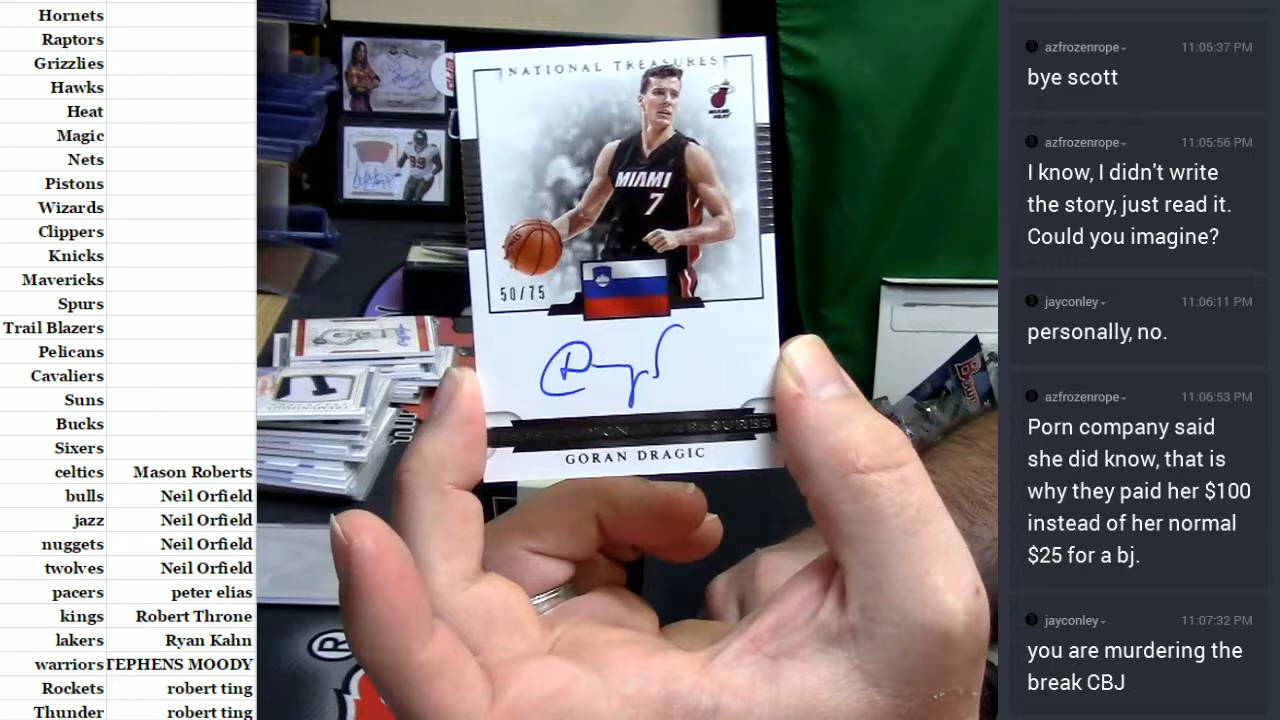 Hornets
Raptors
Grizzlies
Hawks
Heat
Magic
Nets
Pistons
Wizards
Clippers
Knicks
Mavericks
Spurs
Trail Blazers
Pelicans
Cavaliers
Suns
Bucks
Sixers
celtics Mason Roberts
bulls Neil Orfield
jazz Neil Orfield
nuggets Neil Orfield
twolves Neil Orfield
pacers peter elias
kings Robert Throne
lakers Ryan Kahn
warriors TEPHENS MOODY
Rockets robert ting
Thunder robert ting
NATIONAL TREASURES
MIAMI HEAT
MIAMI
7
50/75
GORAN DRAGIC
99
azfrozenrope 11:05:37 PM
bye scott
azfrozenrope 11:05:56 PM
I know, I didn't write
the story, just read it.
Could you imagine?
jayconley 11:06:11 PM
personally, no.
azfrozenrope 11:06:53 PM
Porn company said
she did know, that is
why they paid her $100
instead of her normal
$25 for a bj.
jayconley 11:07:32 PM
you are murdering the
break CBJ